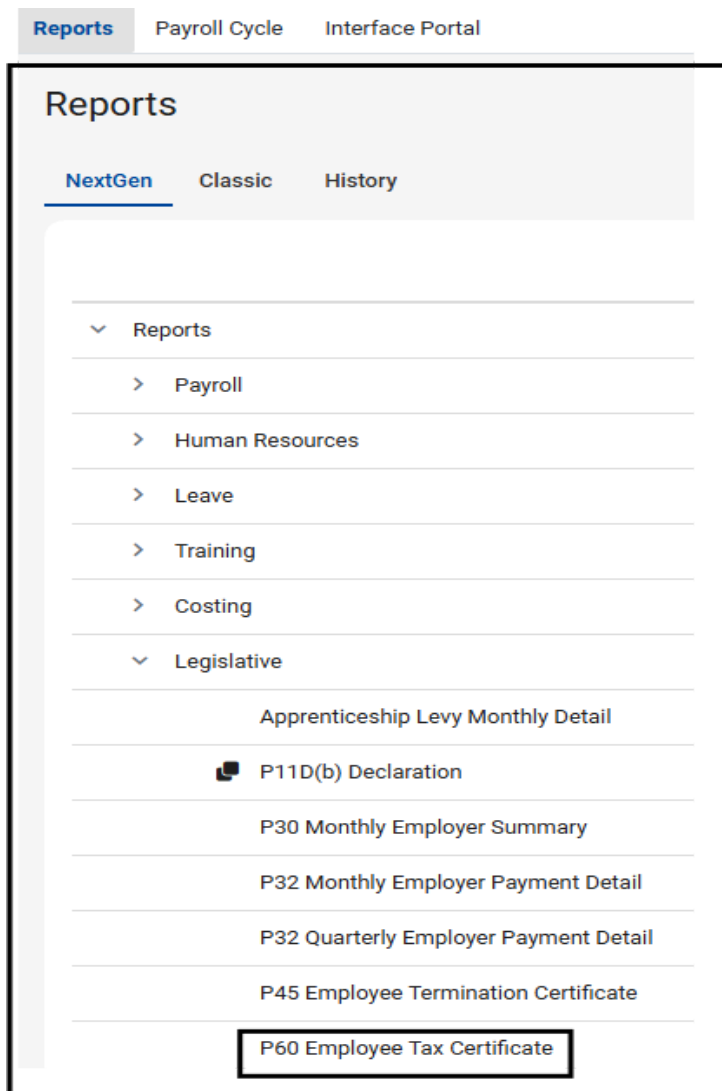 Reports Payroll Cycle Interface Portal
Reports
NextGen Classic History
Reports
Payroll
Human Resources
Leave
Training
Costing
Legislative
Apprenticeship Levy Monthly Detail
P11D(b) Declaration
P30 Monthly Employer Summary
P32 Monthly Employer Payment Detail
P32 Quarterly Employer Payment Detail
P45 Employee Termination Certificate
P60 Employee Tax Certificate